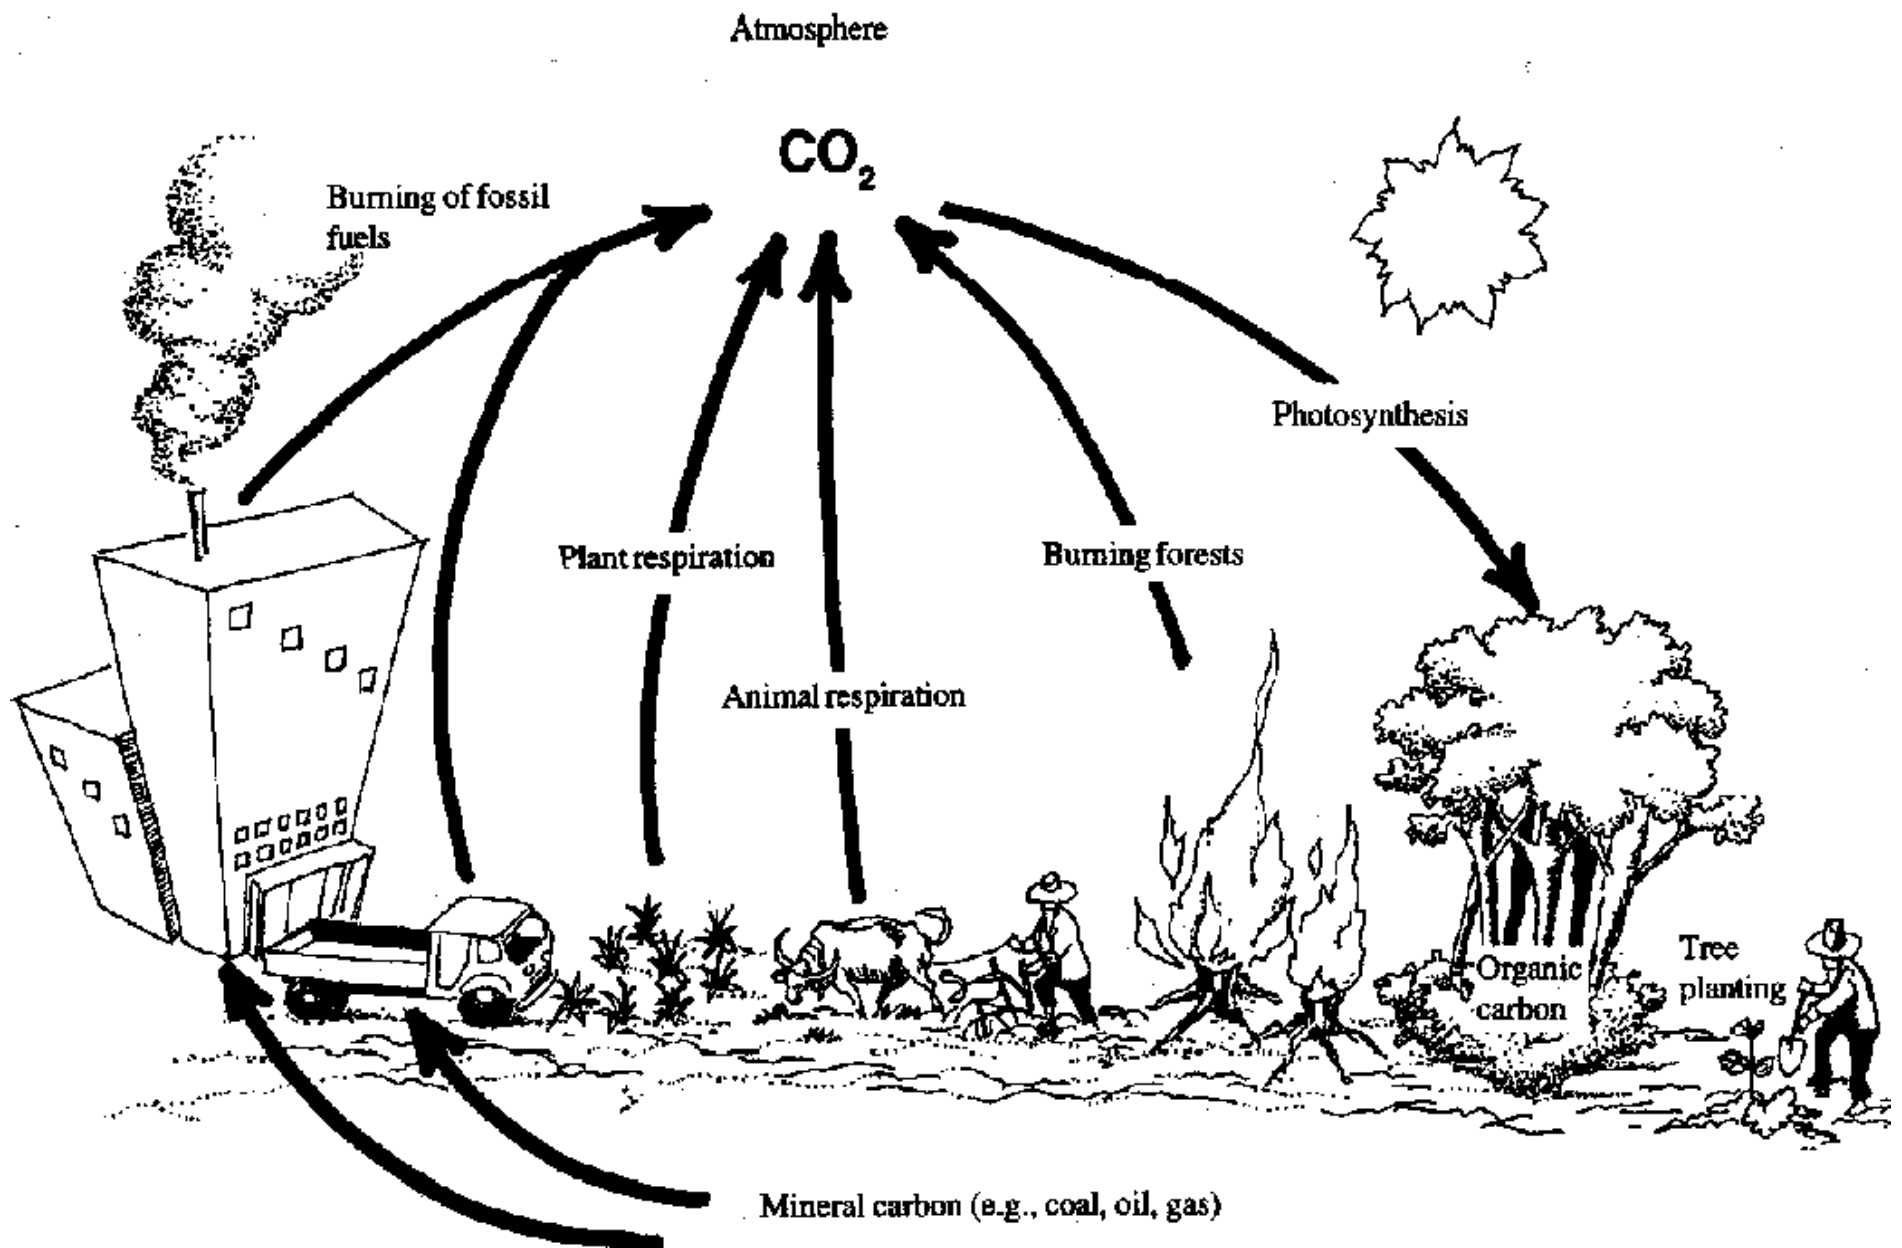 Atmosphere
CO₂
Burning of fossil
fuels
Photosynthesis
Plant respiration
Burning forests
Animal respiration
Organic
carbon
Tree
planting
Mineral carbon (e.g., coal, oil, gas)